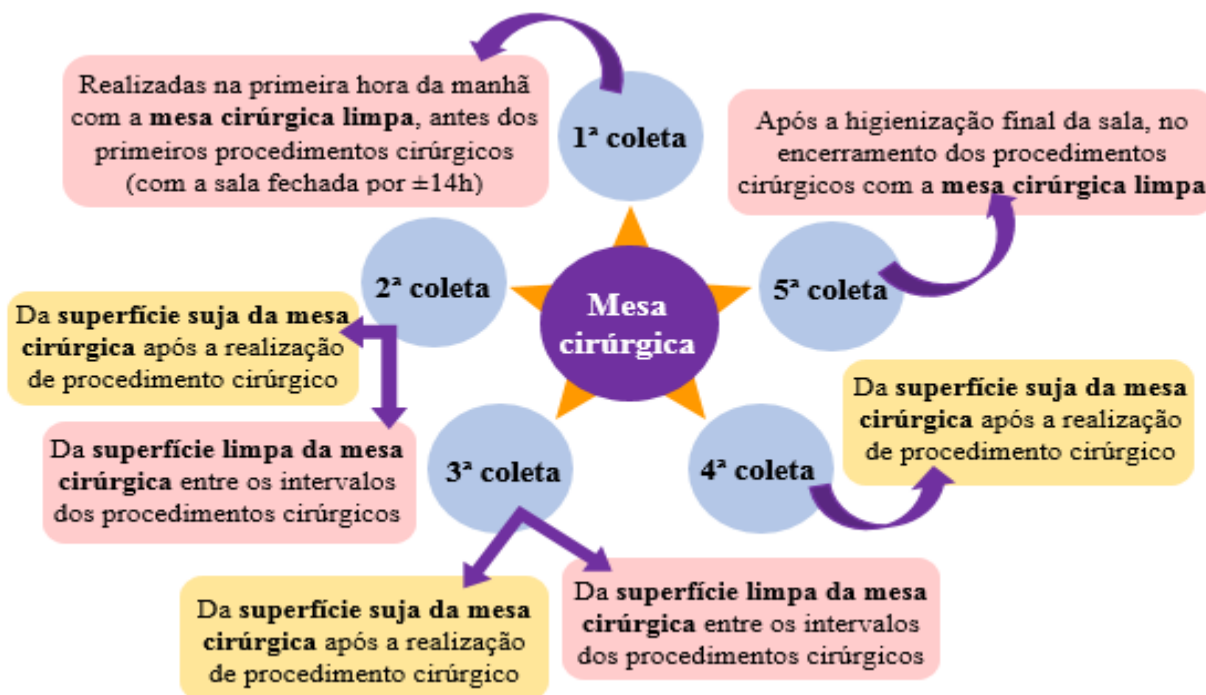 Realizadas na primeira hora da manhã
com a mesa cirúrgica limpa, antes dos
primeiros procedimentos cirúrgicos
(com a sala fechada por ±14h)
1ª coleta
Após a higienização final da sala, no
encerramento dos procedimentos
cirúrgicos com a mesa cirúrgica limpa
2ª coleta
5ª coleta
Mesa
cirúrgica
Da superfície suja da mesa
cirúrgica após a realização
de procedimento cirúrgico
Da superfície limpa da mesa
cirúrgica entre os intervalos
dos procedimentos cirúrgicos
3ª coleta
4ª coleta
Da superfície suja da mesa
cirúrgica após a realização
de procedimento cirúrgico
Da superfície suja da mesa
cirúrgica após a realização
de procedimento cirúrgico
Da superfície limpa da mesa
cirúrgica entre os intervalos
dos procedimentos cirúrgicos